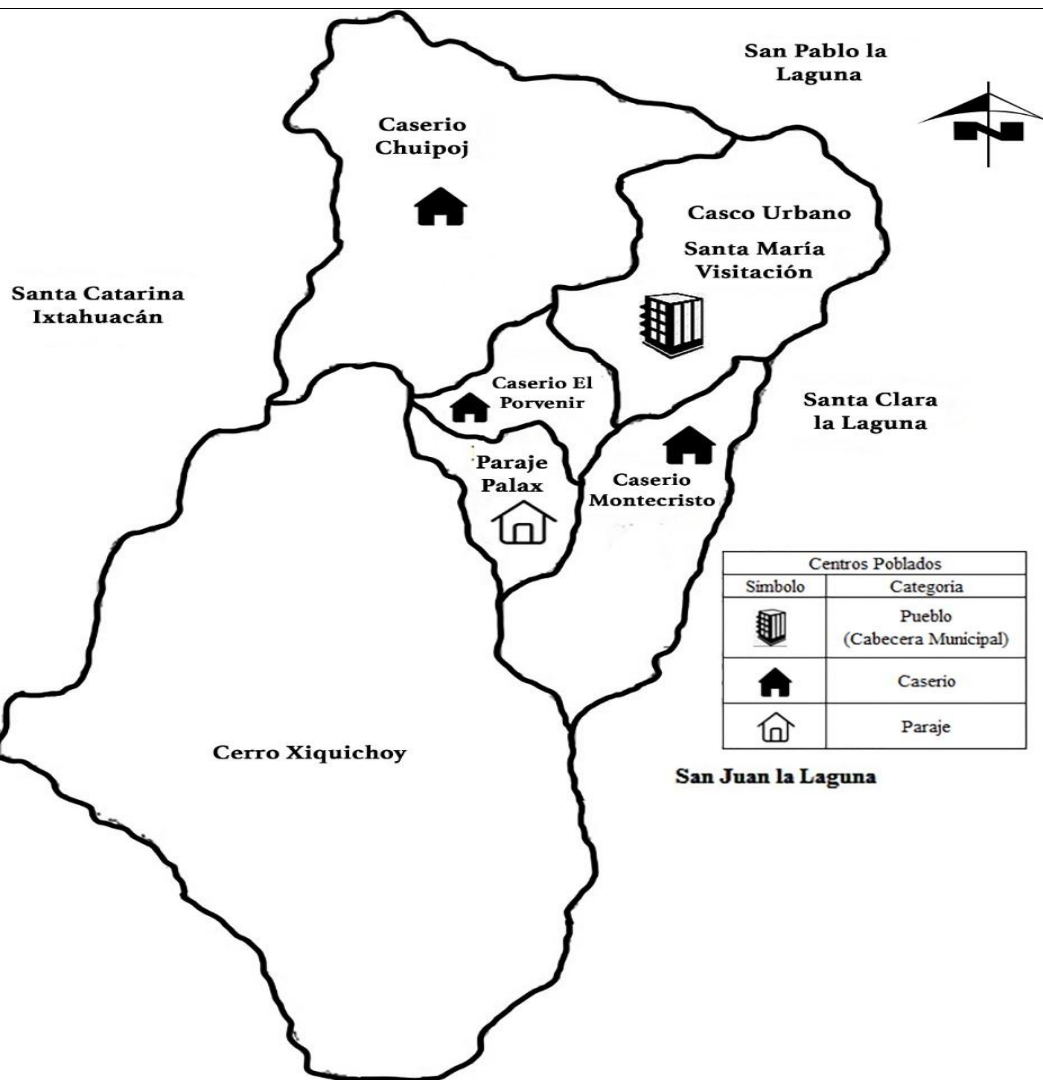 San Pablo la
Laguna
Caserio
Chuipoj
Casco Urbano
Santa María
Visitación
Santa Catarina
Ixtahuacán
Caserio El
Porvenir
Santa Clara
la Laguna
Paraje
Palax
Caserio
Montecristo
Centros Poblados
Simbolo Categoria
Pueblo
(Cabecera Municipal)
Caserio
Paraje
Cerro Xiquichoy
San Juan la Laguna